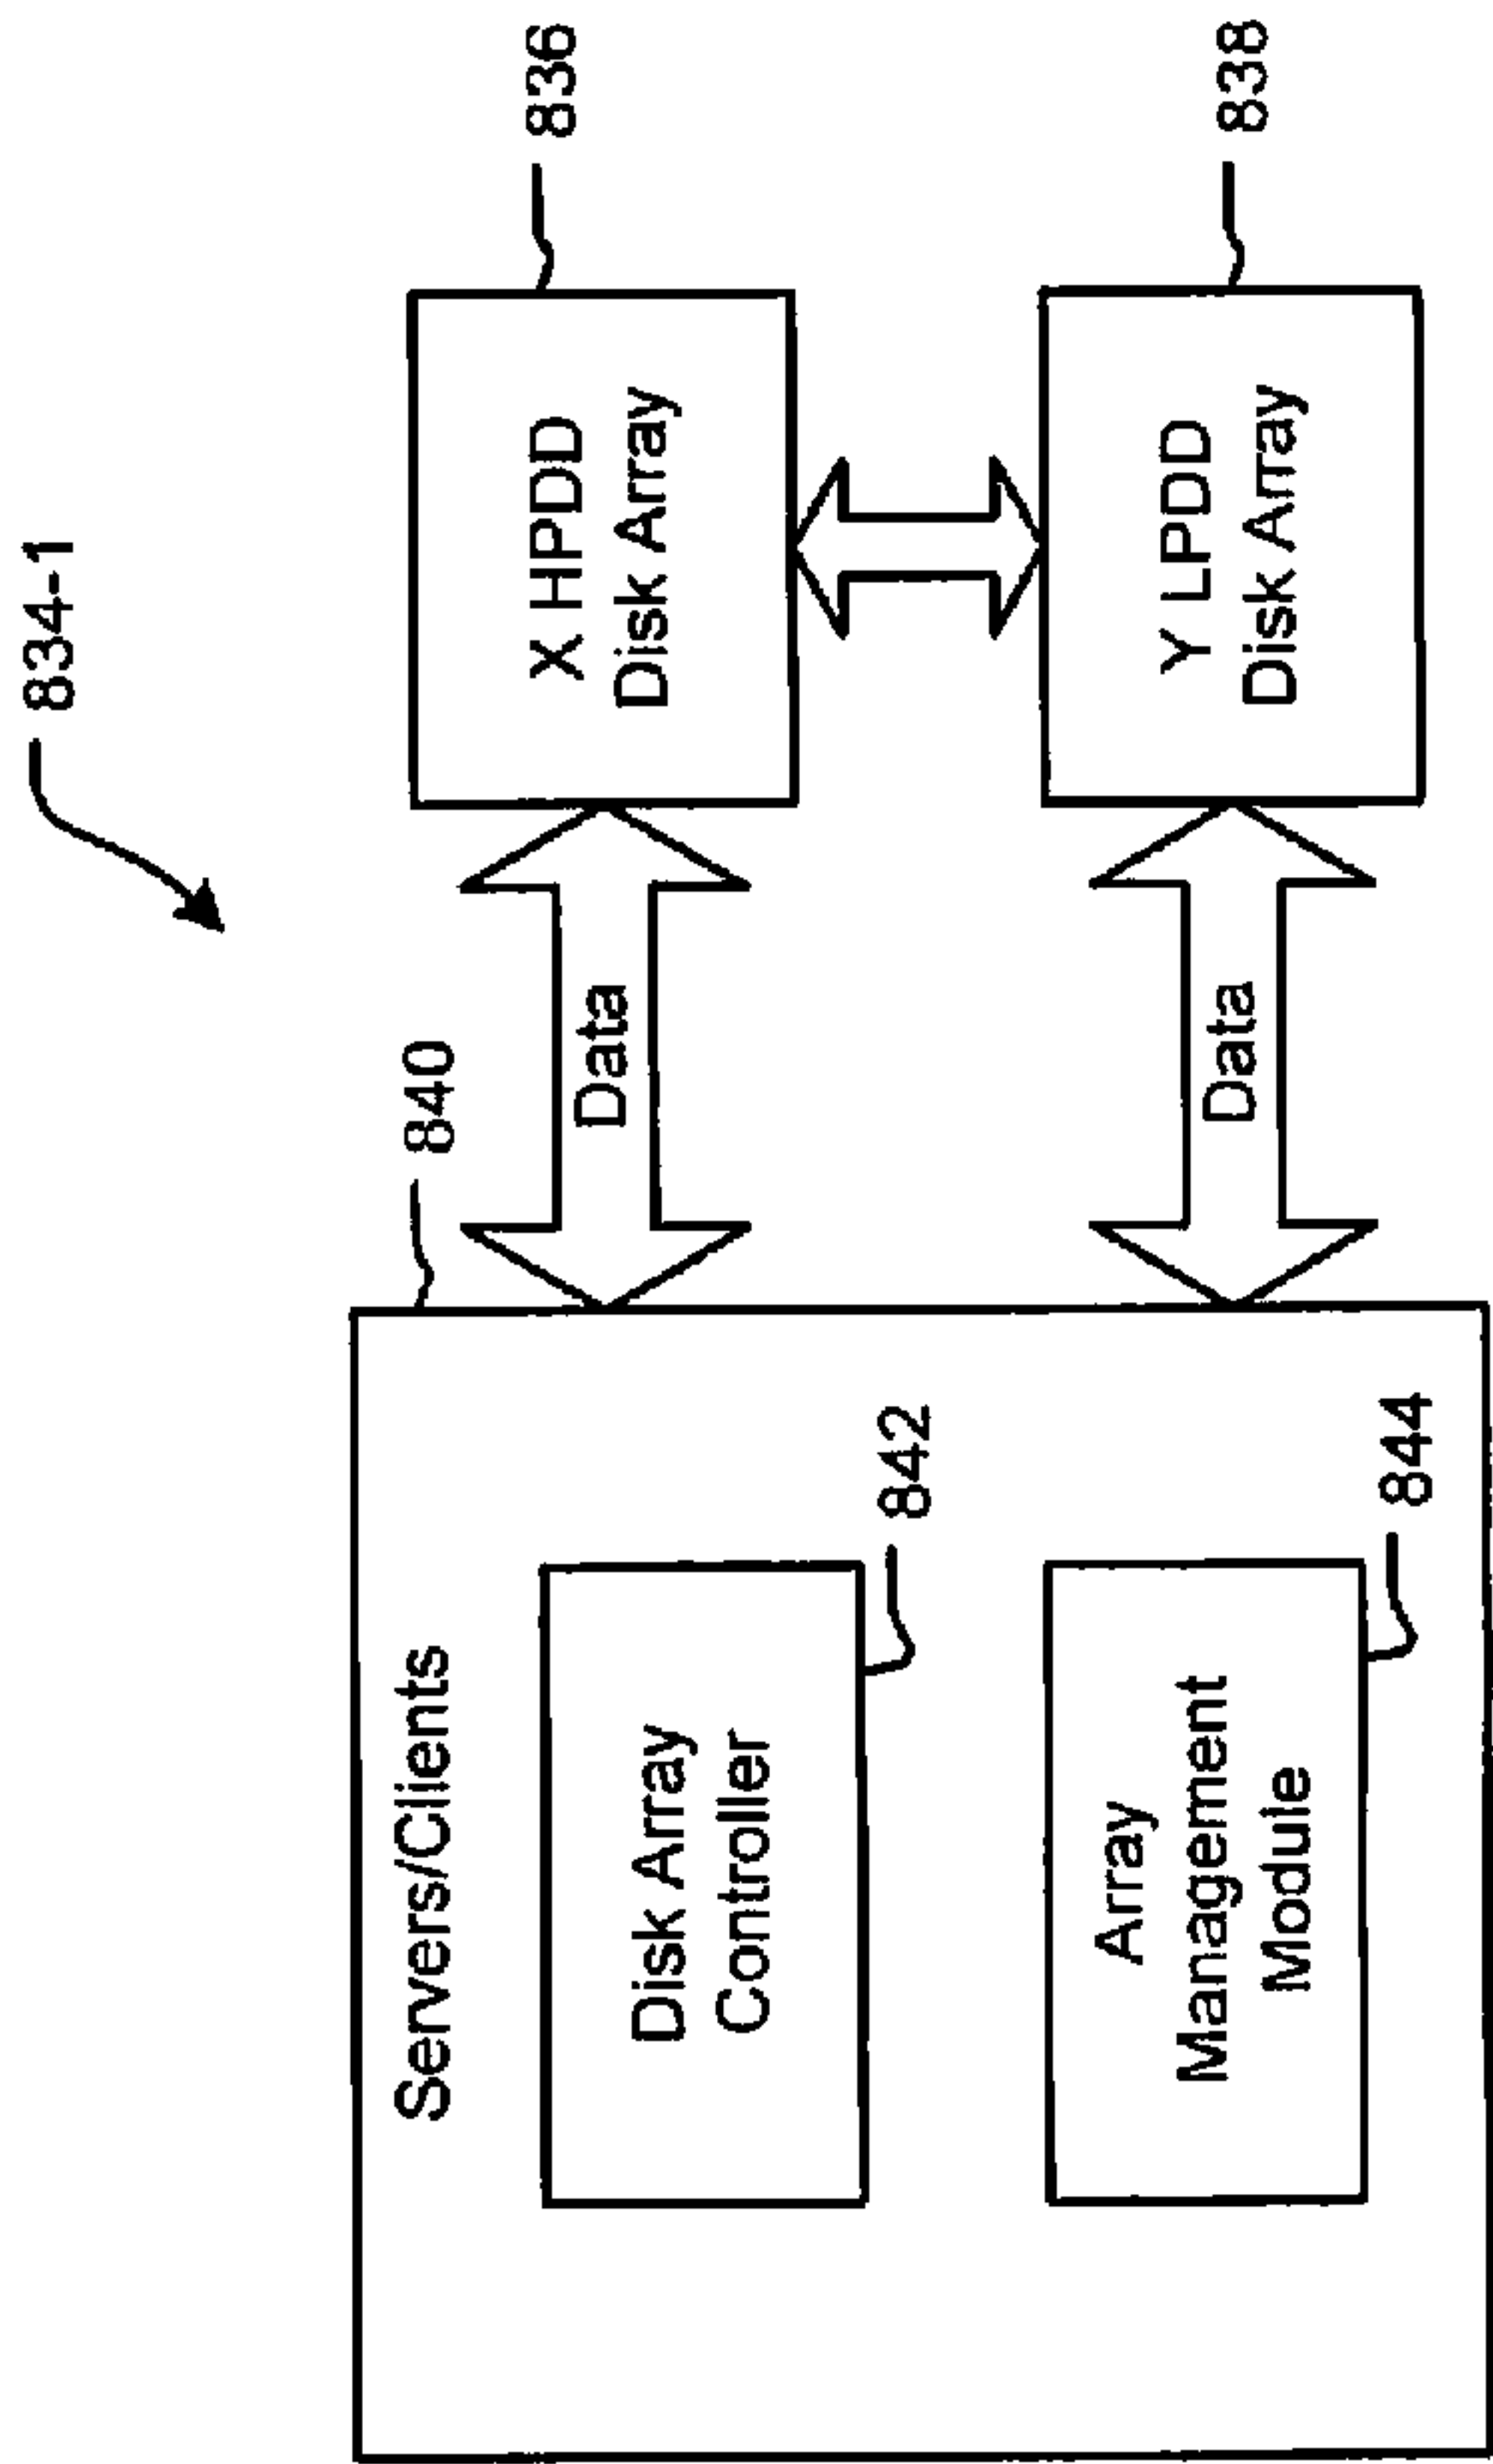 834-1
840
Servers/Clients
Disk Array
Controller
842
Array
Management
Module
844
Data
Data
X HPDD
Disk Array
836
Y LPDD
Disk Array
838